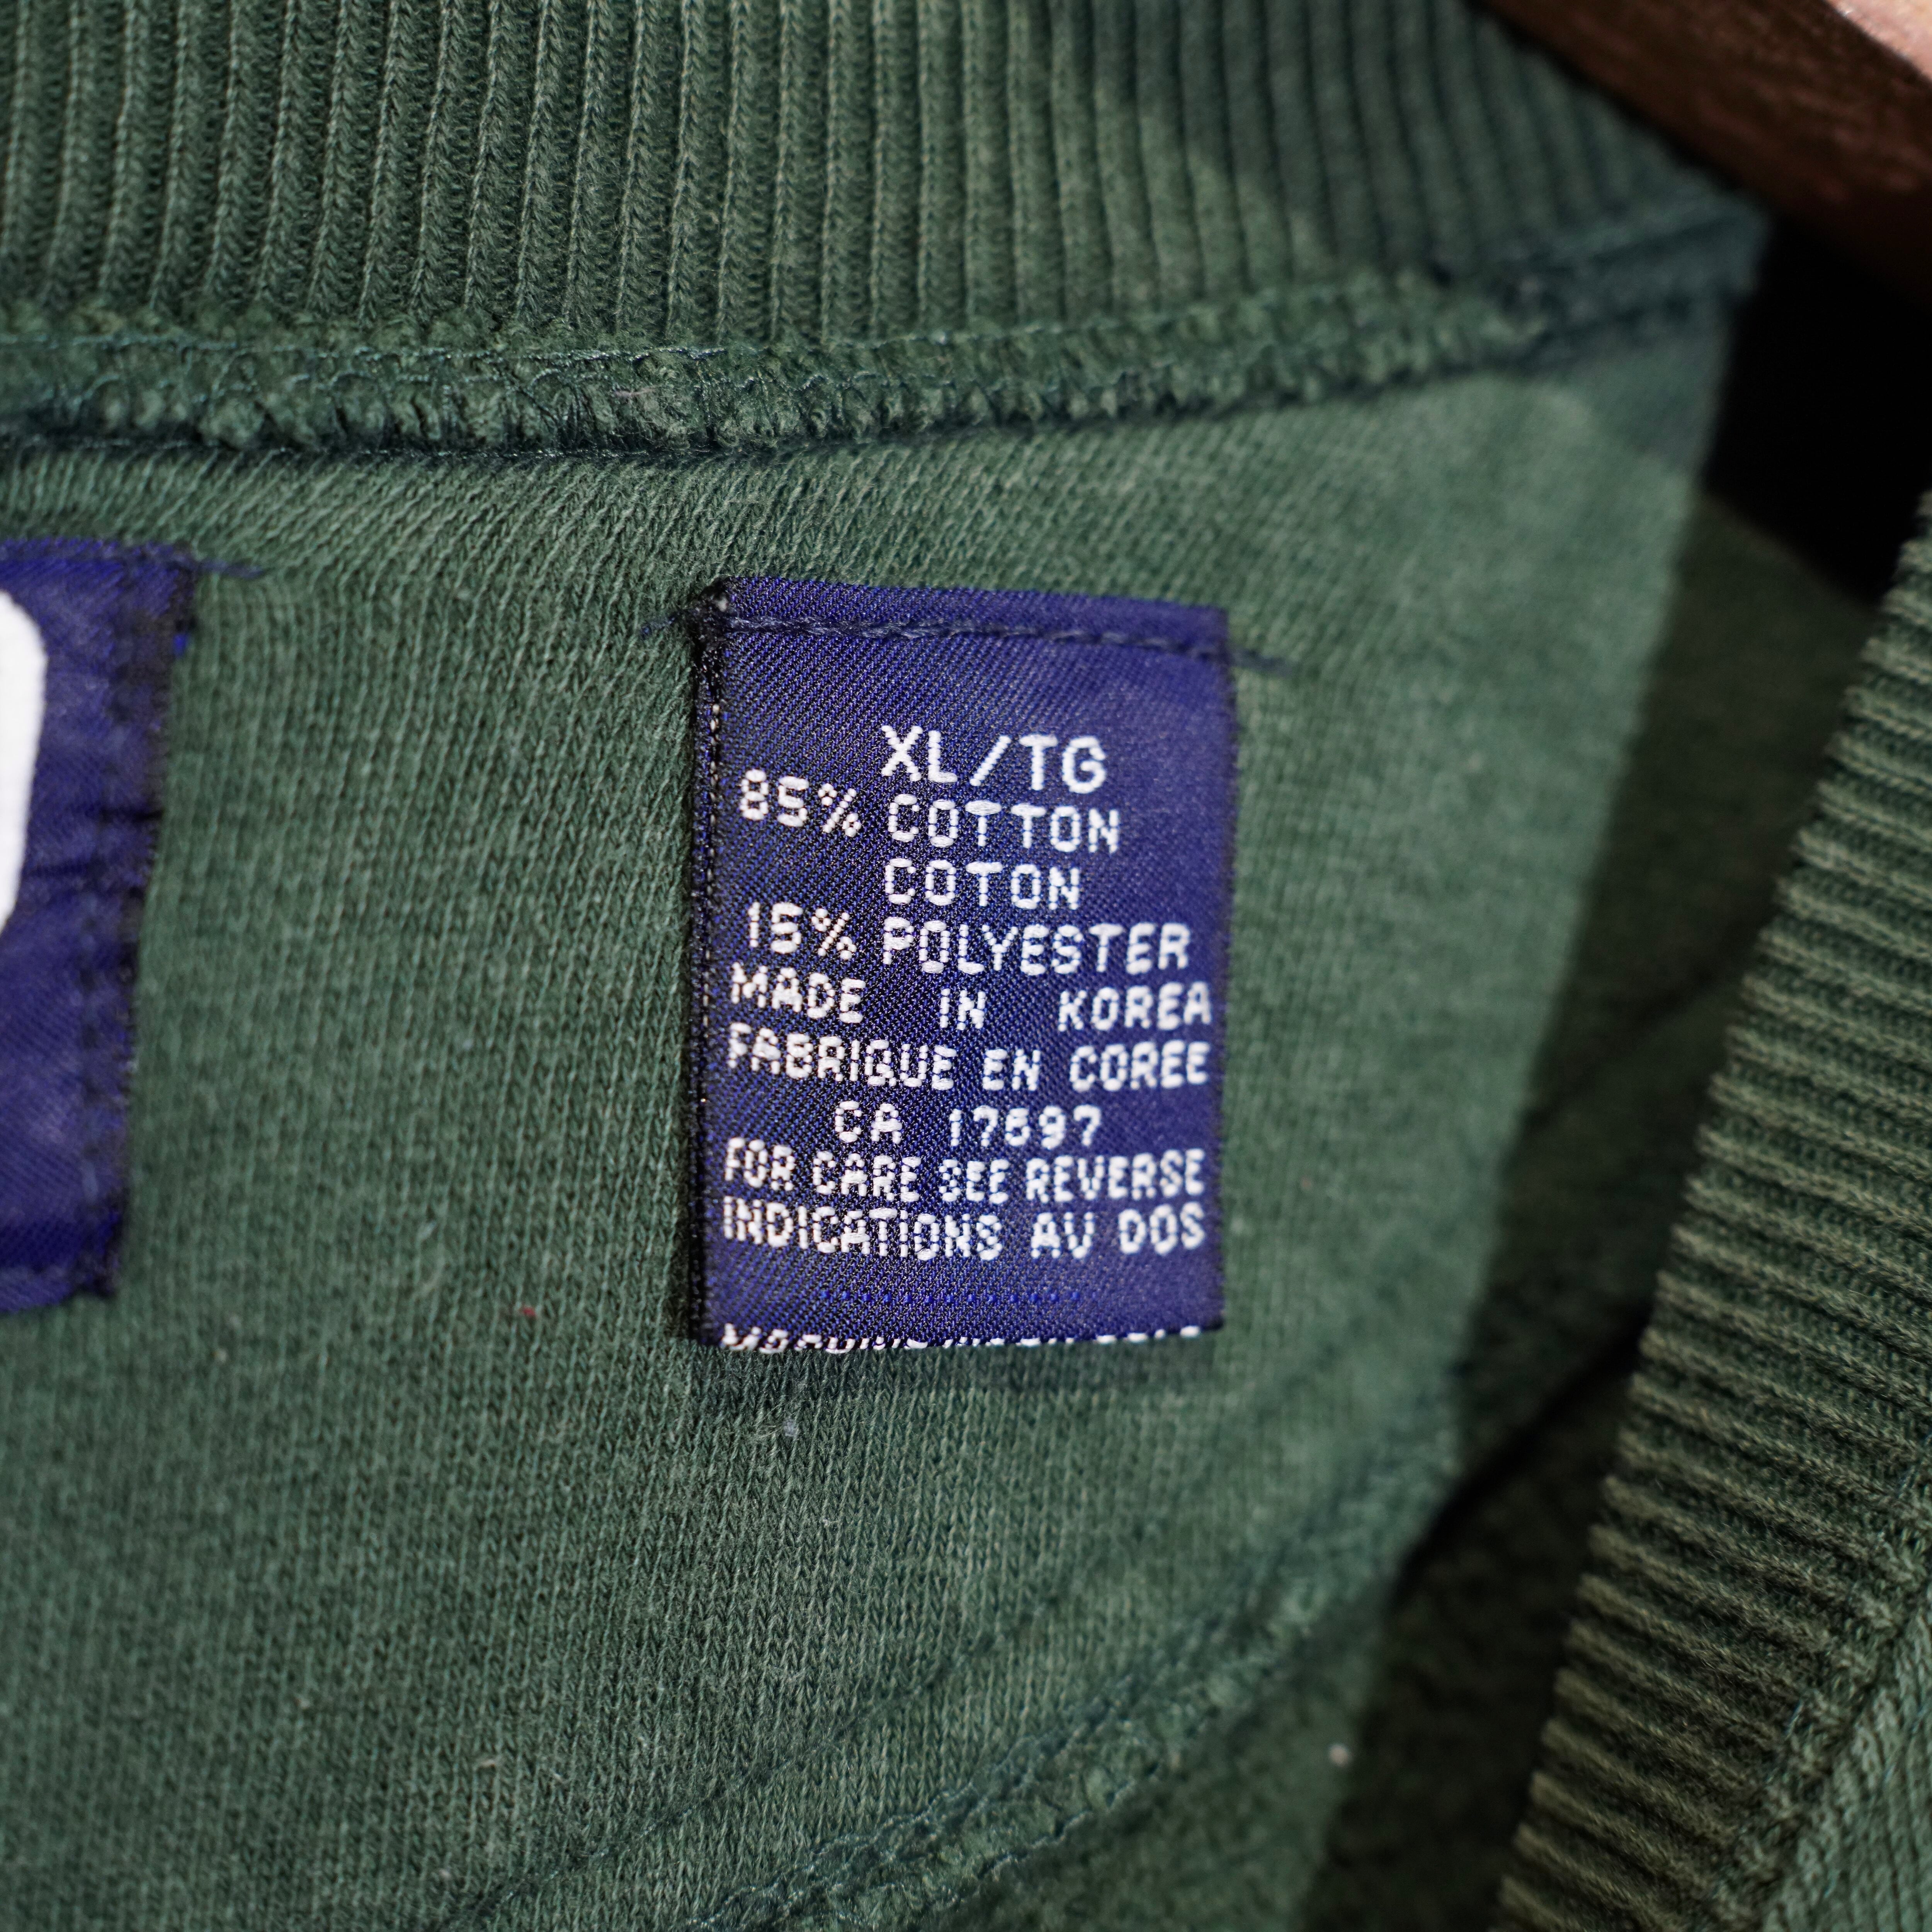 XL/TG
85% COTTON
COTON
15% POLYESTER
MADE IN KOREA
FABRIQUE EN COREE
CA 17697
FOR CARE SEE REVERSE
INDICATIONS AU DOS